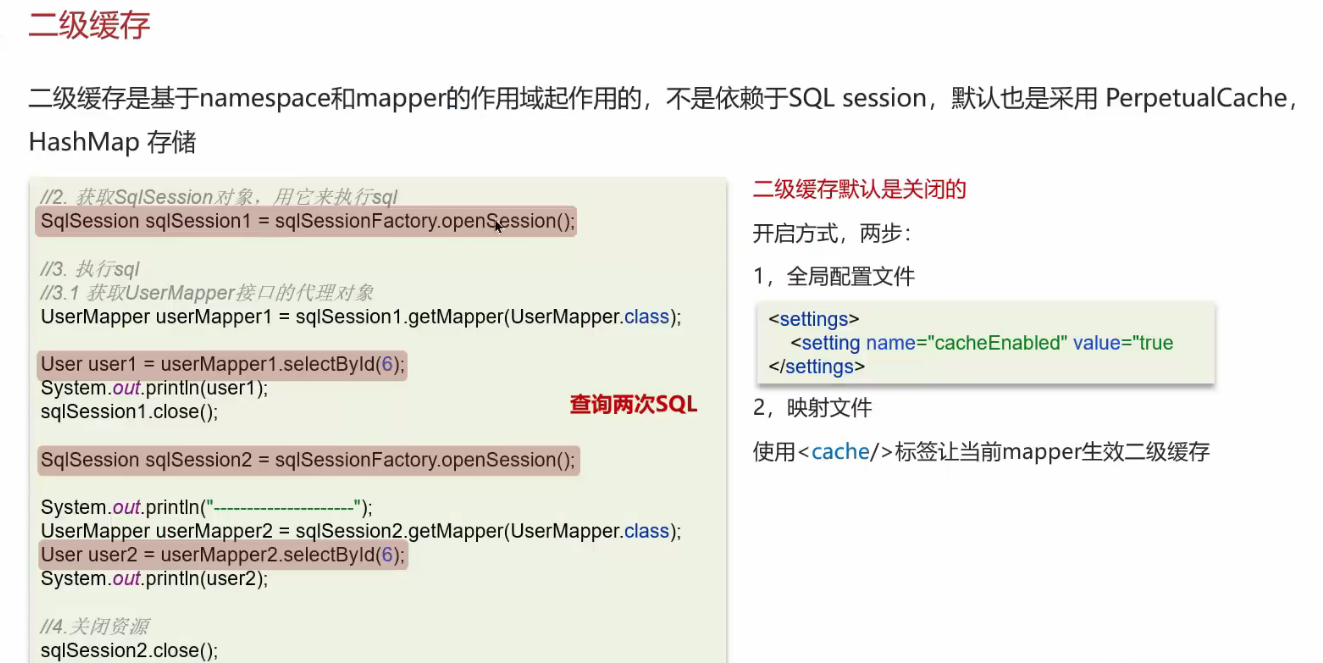 二级缓存
二级缓存是基于namespace和mapper的作用域起作用的，不是依赖于SQL session，默认也是采用 PerpetualCache，
HashMap 存储
//2. 获取SqlSession对象，用它来执行sql
SqlSession sqlSession1 = sqlSessionFactory.openSession();
//3. 执行sql
//3.1 获取UserMapper接口的代理对象
UserMapper userMapper1 = sqlSession1.getMapper(UserMapper.class);
User user1 = userMapper1.selectById(6);
System.out.println(user1);
sqlSession1.close();
查询两次SQL
SqlSession sqlSession2 = sqlSessionFactory.openSession();
System.out.println("---------------------");
UserMapper userMapper2 = sqlSession2.getMapper(UserMapper.class);
User user2 = userMapper2.selectById(6);
System.out.println(user2);
//4.关闭资源
sqlSession2.close();
二级缓存默认是关闭的
开启方式，两步：
1，全局配置文件
<settings>
<setting name="cacheEnabled" value="true
</settings>
2，映射文件
使用<cache/>标签让当前mapper生效二级缓存